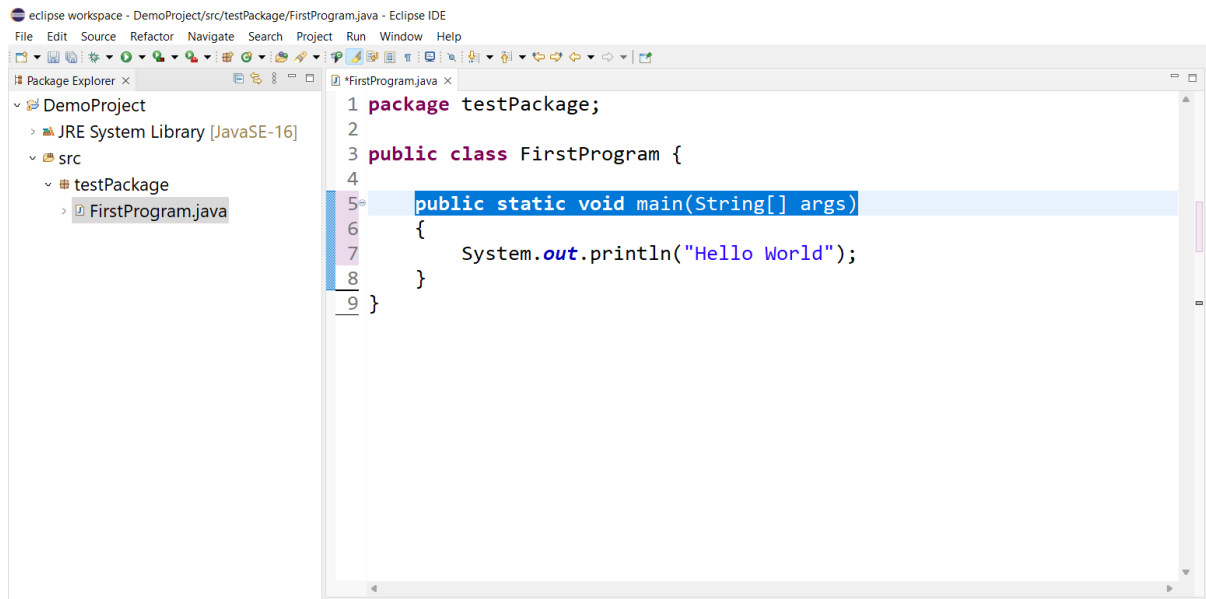 eclipse workspace - DemoProject/src/testPackage/FirstProgram.java - Eclipse IDE
File Edit Source Refactor Navigate Search Project Run Window Help
Package Explorer
DemoProject
JRE System Library [JavaSE-16]
src
testPackage
FirstProgram.java
*FirstProgram.java
1 package testPackage;
2
3 public class FirstProgram {
4
5 public static void main(String[] args)
6 {
7 System.out.println("Hello World");
8 }
9 }